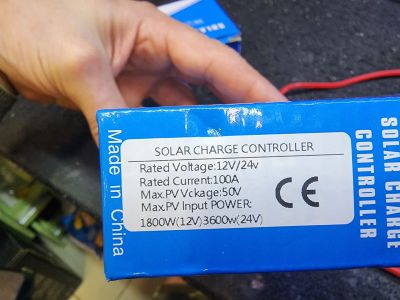 SOLAR CHARGE CONTROLLER
Rated Voltage:12V/24v
Rated Current:100A
Max.PV Vckage:50V
Max.PV Input POWER:
1800W(12V)3600w(24V)
CE
Made in China
SOLAR CHARGE
CONTROLLER